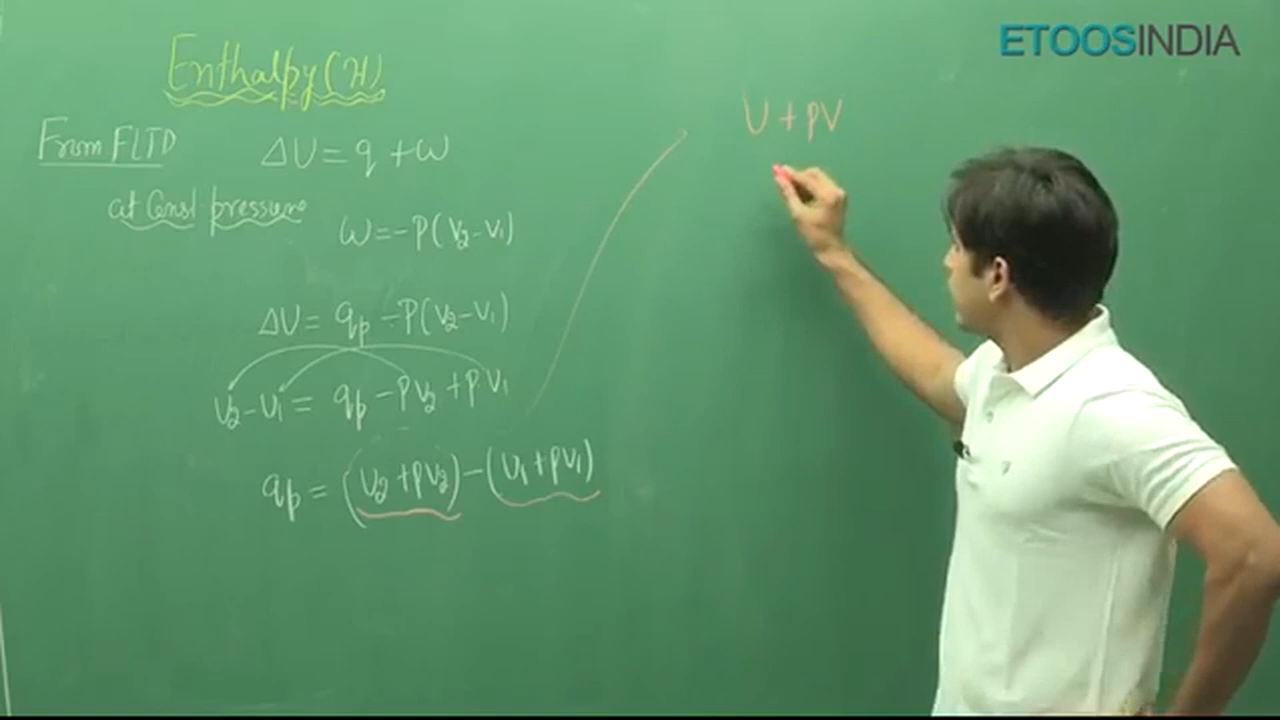 ETOOSINDIA
Enthalpy (H)
From FLTD
ΔU = q + w
at Const pressure
w = - P(V₂ - V₁)
ΔU = qp - P(V₂ - V₁)
U₂ - U₁ = qp - PV₂ + P.V₁
qp = (U₂ + PV₂) - (U₁ + PV₁)
U + PV